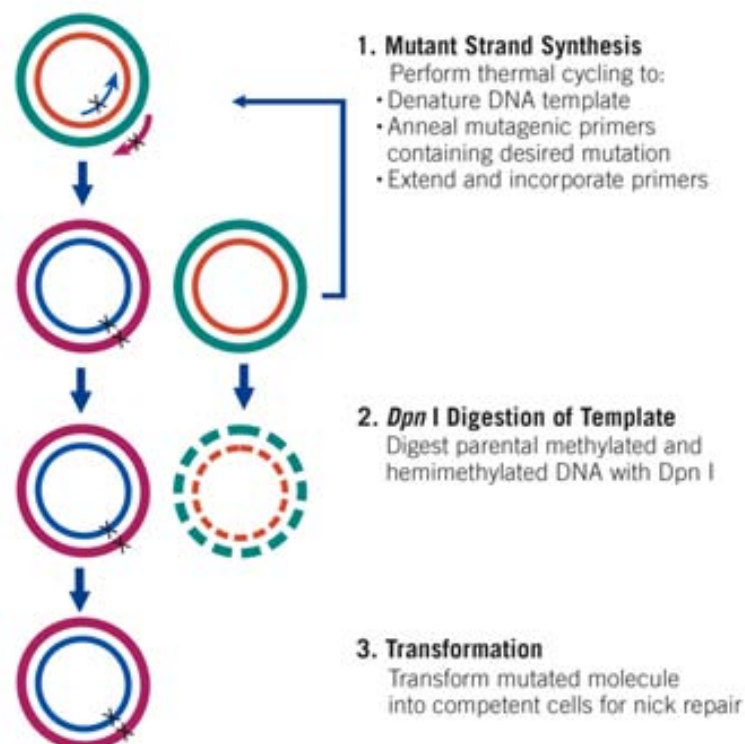 1. Mutant Strand Synthesis
Perform thermal cycling to:
• Denature DNA template
• Anneal mutagenic primers
containing desired mutation
• Extend and incorporate primers
2. Dpn I Digestion of Template
Digest parental methylated and
hemimethylated DNA with Dpn I
3. Transformation
Transform mutated molecule
into competent cells for nick repair